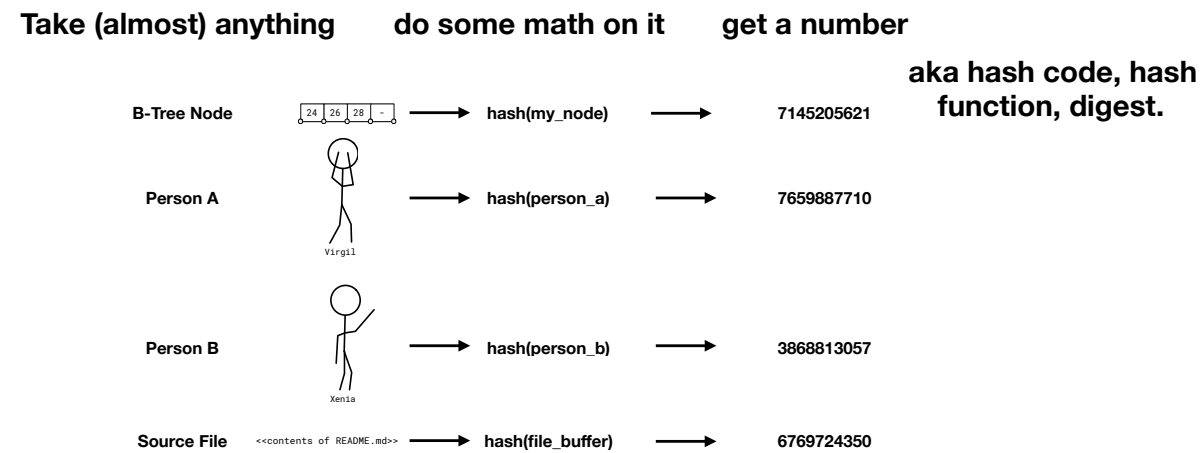 Take (almost) anything do some math on it get a number
aka hash code, hash
function, digest.
B-Tree Node 24 26 28 - hash(my_node) 7145205621
Person A hash(person_a) 7659887710
Virgil
Person B hash(person_b) 3868813057
Xenia
Source File <<contents of README.md>> hash(file_buffer) 6769724350